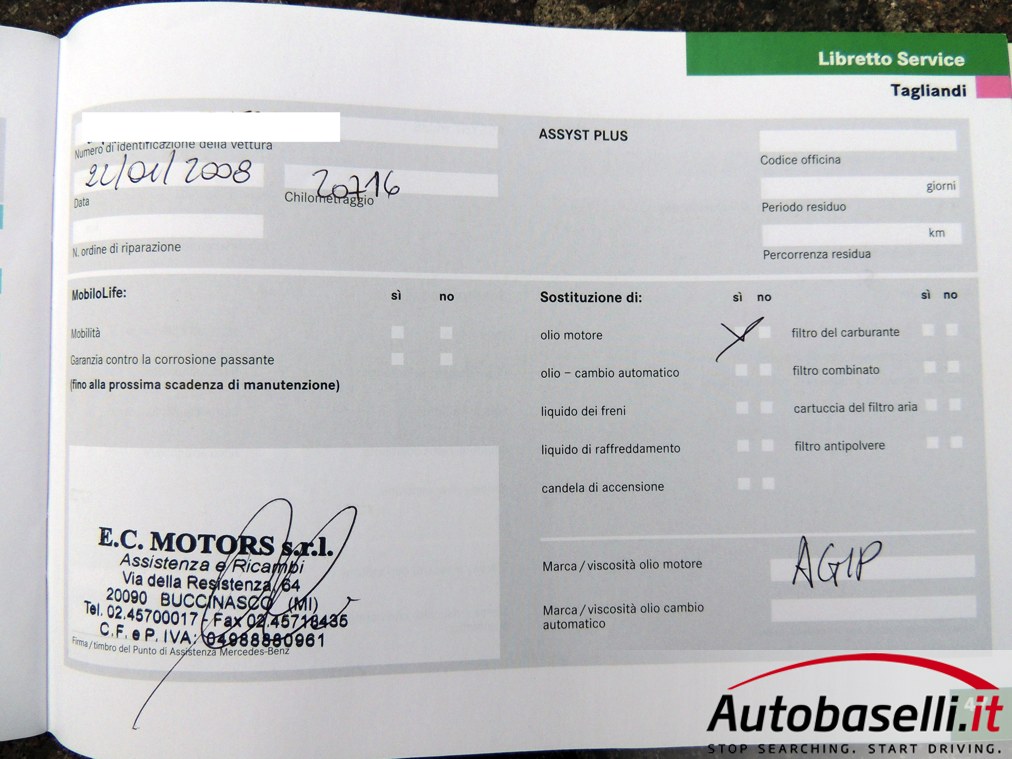 Libretto Service
Tagliandi
Numero di identificazione della vettura
22/01/2008
Data
20716
Chilometraggio
N. ordine di riparazione
ASSYST PLUS
Codice officina
giorni
Periodo residuo
km
Percorrenza residua
MobiloLife: sì no
Mobilità
Garanzia contro la corrosione passante
(fino alla prossima scadenza di manutenzione)
Sostituzione di: sì no sì no
olio motore filtro del carburante
olio – cambio automatico filtro combinato
liquido dei freni cartuccia del filtro aria
liquido di raffreddamento filtro antipolvere
candela di accensione
E.C. MOTORS s.r.l.
Assistenza e Ricambi
Via della Resistenza, 64
20090 BUCCINASCO (MI)
Tel. 02.45700017 - Fax 02.45713435
C.F. e P. IVA: 04988880961
Firma/timbro del Punto di Assistenza Mercedes-Benz
Marca/viscosità olio motore AGIP
Marca/viscosità olio cambio
automatico
Autobaselli.it
STOP SEARCHING. START DRIVING.